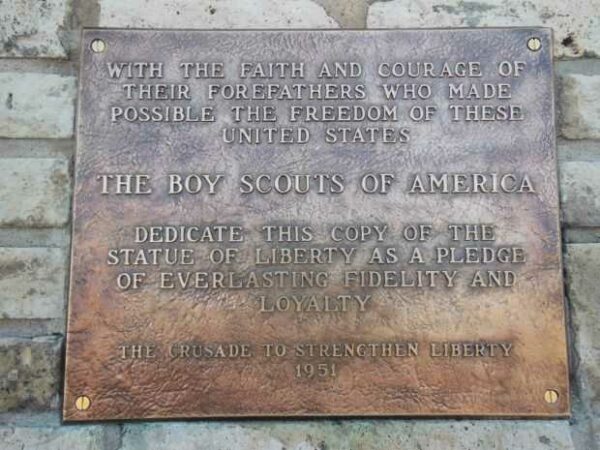 WITH THE FAITH AND COURAGE OF
THEIR FOREFATHERS WHO MADE
POSSIBLE THE FREEDOM OF THESE
UNITED STATES
THE BOY SCOUTS OF AMERICA
DEDICATE THIS COPY OF THE
STATUE OF LIBERTY AS A PLEDGE
OF EVERLASTING FIDELITY AND
LOYALTY
THE CRUSADE TO STRENGTHEN LIBERTY
1951